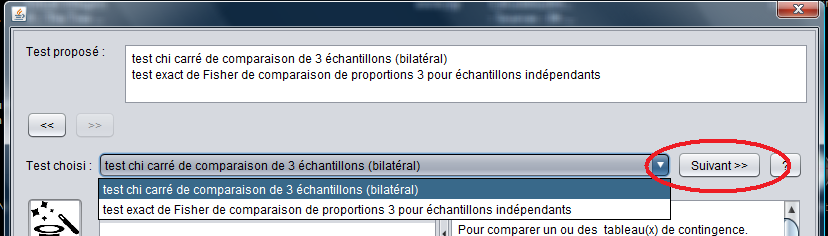 Test proposé :
test chi carré de comparaison de 3 échantillons (bilatéral)
test exact de Fisher de comparaison de proportions 3 pour échantillons indépendants
<<
>>
Test choisi :
test chi carré de comparaison de 3 échantillons (bilatéral)
Suivant >>
?
test chi carré de comparaison de 3 échantillons (bilatéral)
test exact de Fisher de comparaison de proportions 3 pour échantillons indépendants
Pour comparer un ou des tableau(x) de contingence.